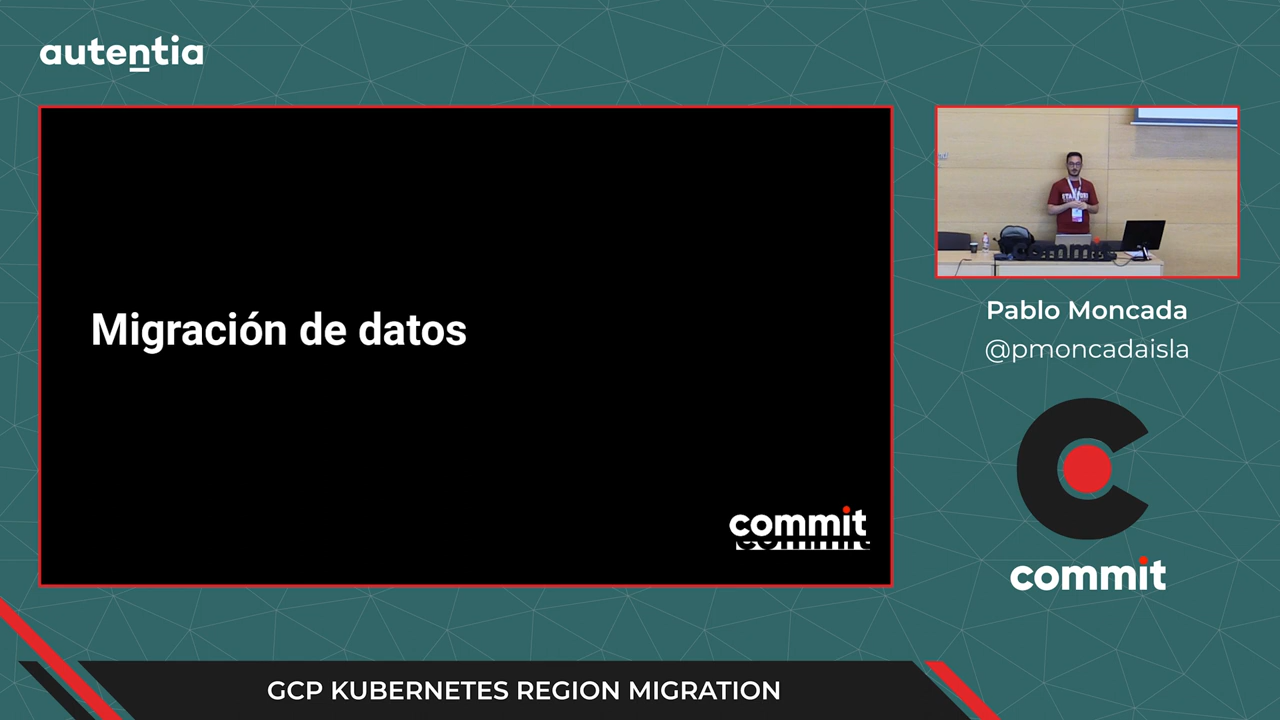 autentia
Migración de datos
commit
Pablo Moncada
@pmoncadaisla
commit
GCP KUBERNETES REGION MIGRATION